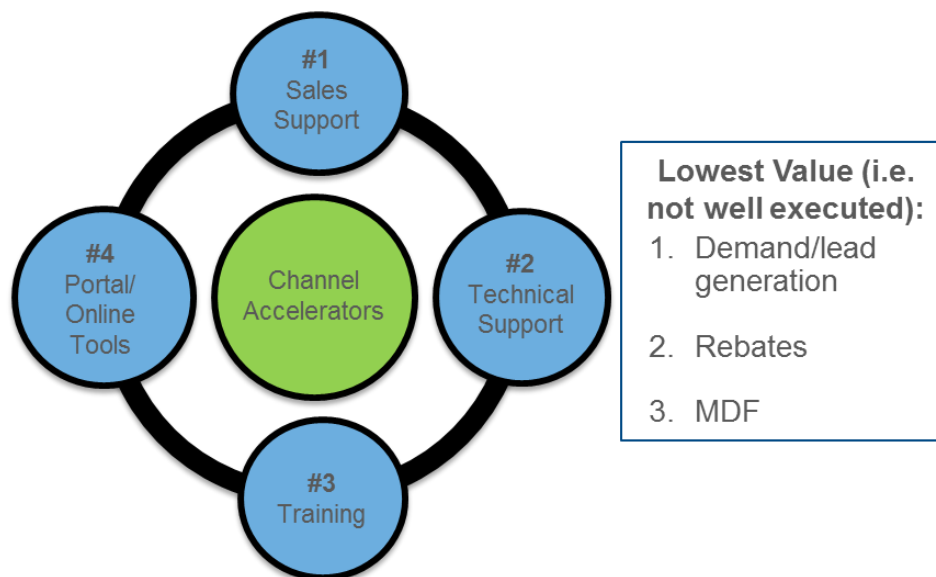 #1
Sales
Support
#2
Technical
Support
#3
Training
#4
Portal/
Online
Tools
Channel
Accelerators
Lowest Value (i.e.
not well executed):
1. Demand/lead
generation
2. Rebates
3. MDF